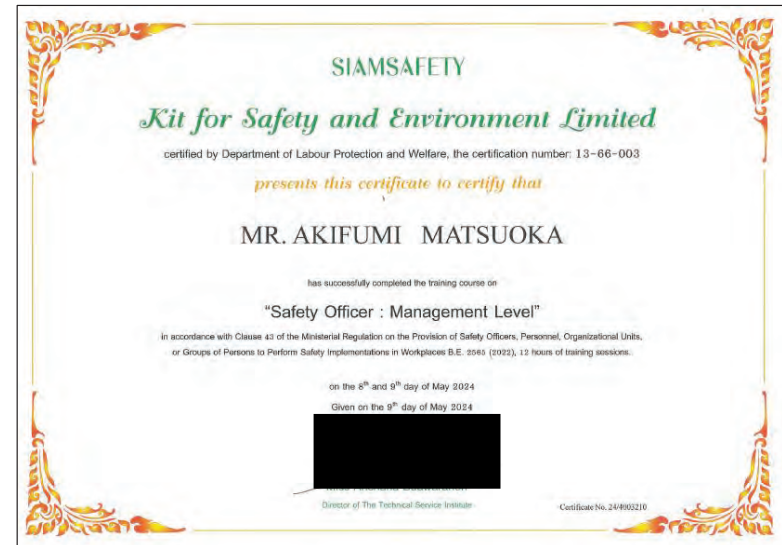 SIAMSAFETY
Kit for Safety and Environment Limited
certified by Department of Labour Protection and Welfare, the certification number: 13-66-003
presents this certificate to certify that
MR. AKIFUMI MATSUOKA
has successfully completed the training course on
"Safety Officer : Management Level"
in accordance with Clause 43 of the Ministerial Regulation on the Provision of Safety Officers, Personnel, Organizational Units,
or Groups of Persons to Perform Safety Implementations in Workplaces B.E. 2565 (2022), 12 hours of training sessions.
on the 8th and 9th day of May 2024
Given on the 9th day of May 2024
Director of The Technical Service Institute
Certificate No. 24/4003210